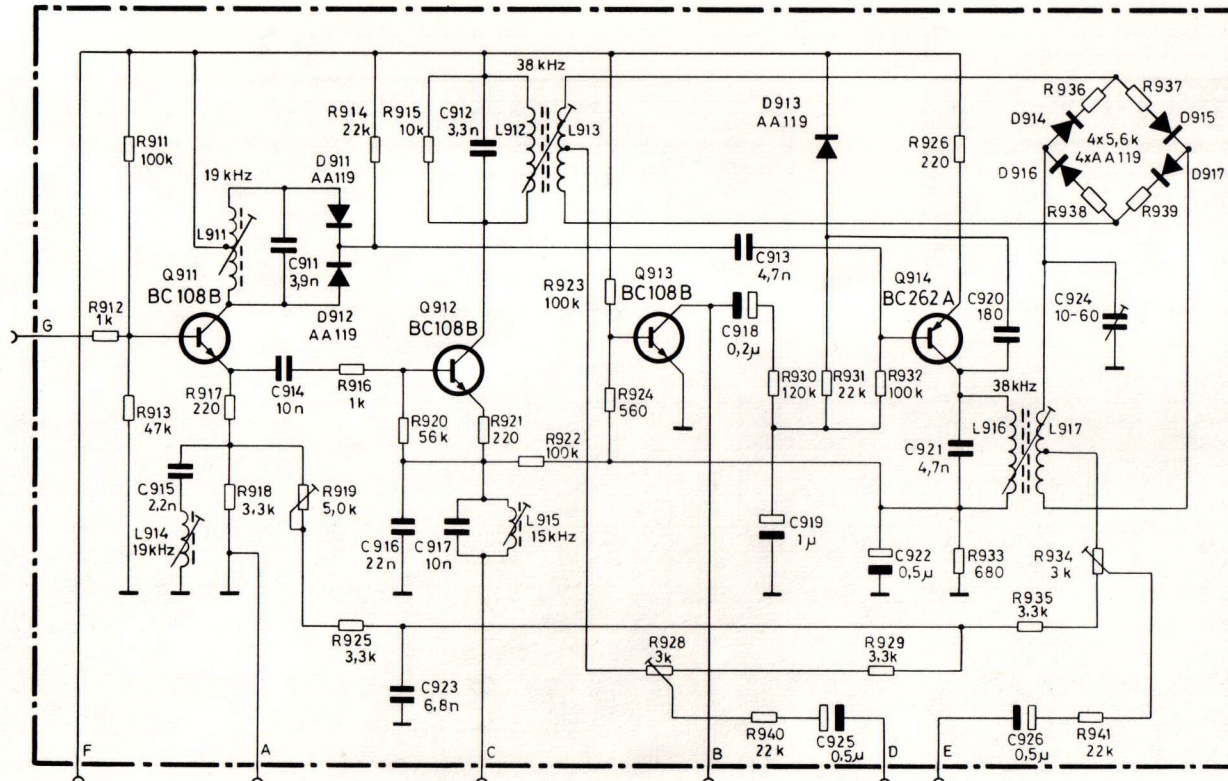 38 kHz
R914
22k
R915
10k
C912
3,3n
L912
L913
D913
AA119
R936
R937
D914
D915
4x5,6k
4xAA119
D916
D917
R938
R939
R911
100k
D911
AA119
R926
220
19 kHz
L911
C911
3,9n
Q911
BC108B
D912
AA119
C913
4,7n
R923
100k
Q913
BC108B
Q914
BC262A
C920
180
C924
10-60
G
R912
1k
Q912
BC108B
C918
0,2µ
R917
220
C914
10n
R916
1k
R924
560
R930
120k
R931
22k
R932
100k
38kHz
R913
47k
R920
56k
R921
220
R922
100k
L916
L917
C921
4,7n
C915
2,2n
R918
3,3k
R919
5,0k
L914
19kHz
C916
22n
C917
10n
L915
15kHz
C919
1µ
C922
0,5µ
R933
680
R934
3k
R925
3,3k
R935
3,3k
R928
3k
R929
3,3k
C923
6,8n
R940
22k
C925
0,5µ
C926
0,5µ
R941
22k
F
A
C
B
D
E